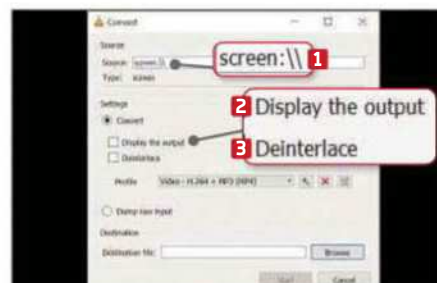 Convert
Source
Source: screen:\\
screen:\\ 1
Type: screen
Settings
Convert
2 Display the output
Display the output
3 Deinterlace
Deinterlace
Profile Video - H.264 + MP3 (MP4)
Dump raw input
Destination
Destination file: Browse
Start Cancel